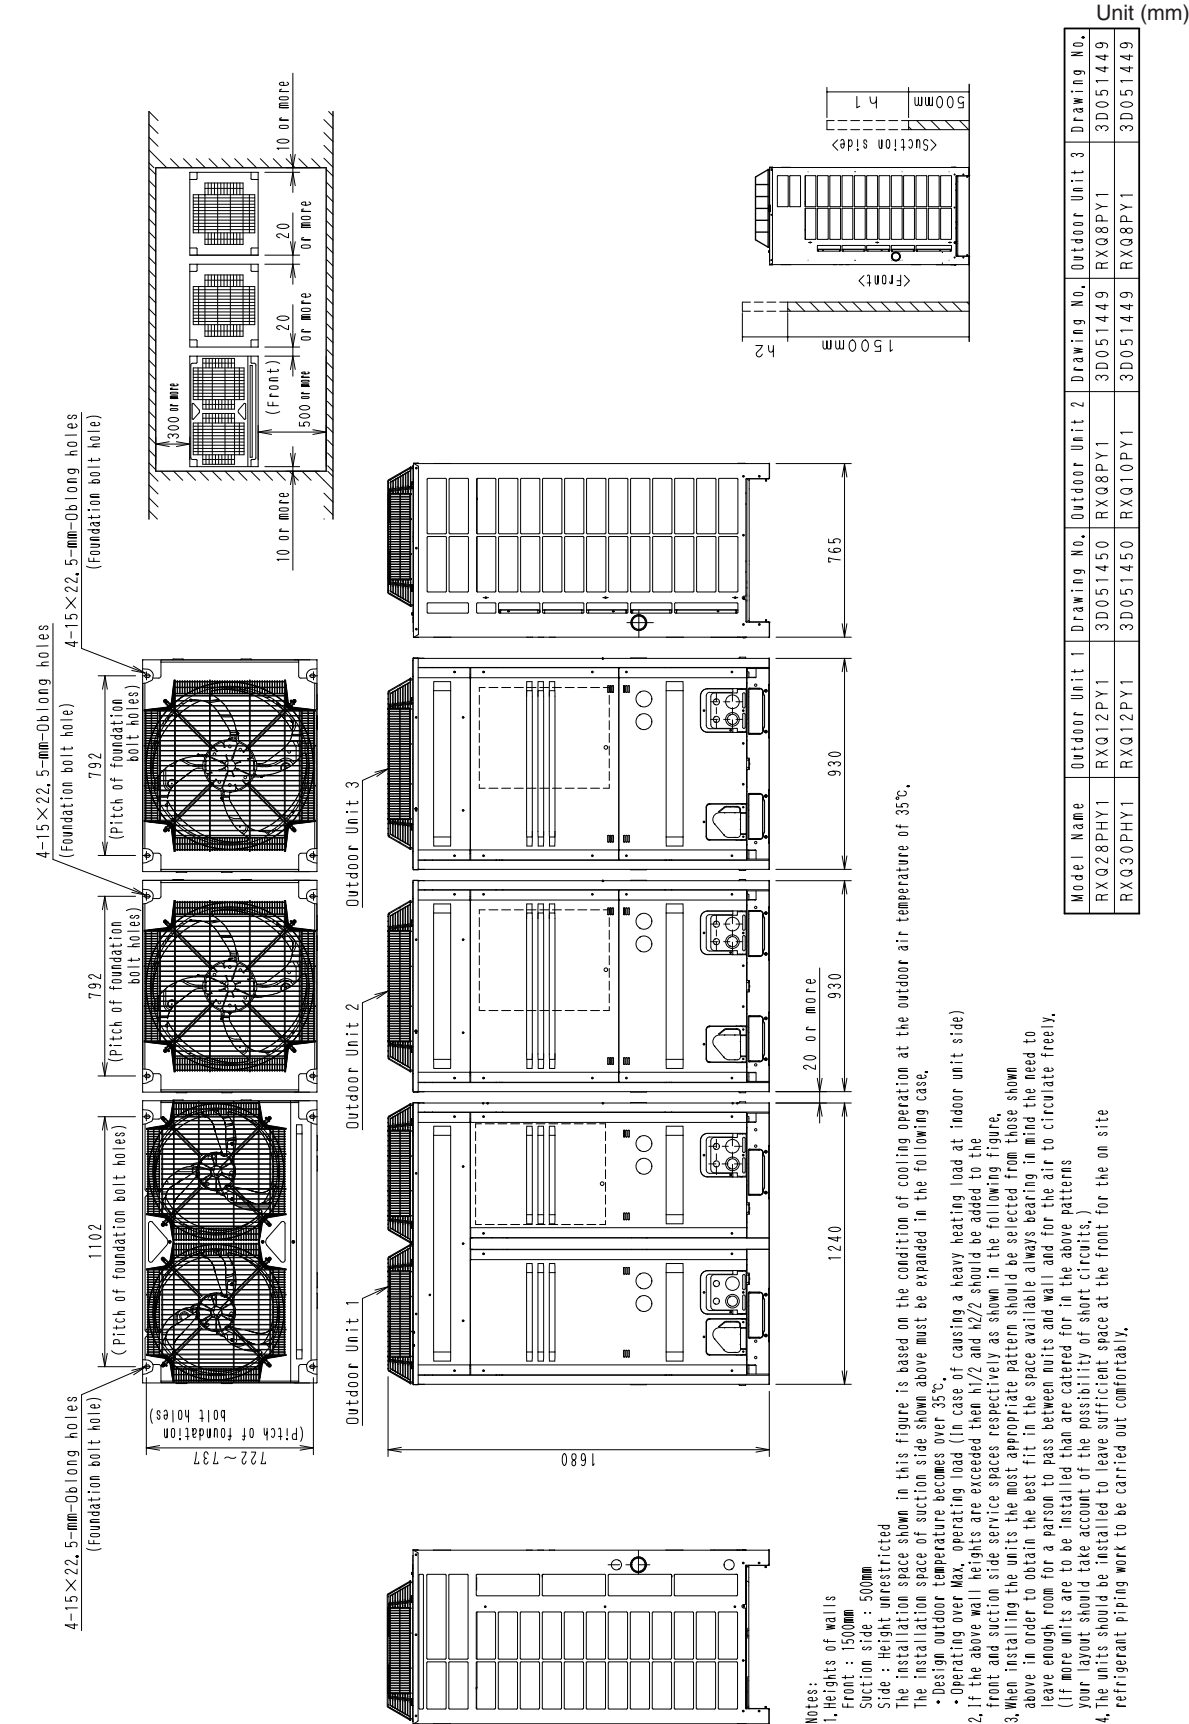 Unit (mm)
4-15×22.5-mm-Oblong holes
(Foundation bolt hole)
4-15×22.5-mm-Oblong holes
(Foundation bolt hole)
4-15×22.5-mm-Oblong holes
(Foundation bolt hole)
722~737
(Pitch of foundation
bolt holes)
1102
(Pitch of foundation bolt holes)
792
(Pitch of foundation
bolt holes)
792
(Pitch of foundation
bolt holes)
10 or more
300 or more
(Front)
500 or more
20
or more
20
or more
10 or more
Outdoor Unit 1
Outdoor Unit 2
Outdoor Unit 3
1680
1240
20 or more
930
930
765
h2
1500mm
<Front>
<Suction side>
h1
500mm
Notes:
1. Heights of walls
Front : 1500mm
Suction side : 500mm
Side : Height unrestricted
The installation space shown in this figure is based on the condition of cooling operation at the outdoor air temperature of 35℃.
The installation space of suction side shown above must be expanded in the following case.
・Design outdoor temperature becomes over 35℃.
・Operating over Max. operating load (In case of causing a heavy heating load at indoor unit side)
2. If the above wall heights are exceeded then h1/2 and h2/2 should be added to the
front and suction side service spaces respectively as shown in the following figure.
3. When installing the units the most appropriate pattern should be selected from those shown
above in order to obtain the best fit in the space available always bearing in mind the need to
leave enough room for a parson to pass between nuits and wall and for the air to circulate freely.
(If more units are to be installed than are catered for in the above patterns
your layout should take account of the possibility of short circuits.)
4. The units should be installed to leave sufficient space at the front for the on site
refrigerant piping work to be carried out comfortably.
Model Name Outdoor Unit 1 Drawing No. Outdoor Unit 2 Drawing No. Outdoor Unit 3 Drawing No.
RXQ28PHY1 RXQ12PY1 3D051450 RXQ8PY1 3D051449 RXQ8PY1 3D051449
RXQ30PHY1 RXQ12PY1 3D051450 RXQ10PY1 3D051449 RXQ8PY1 3D051449